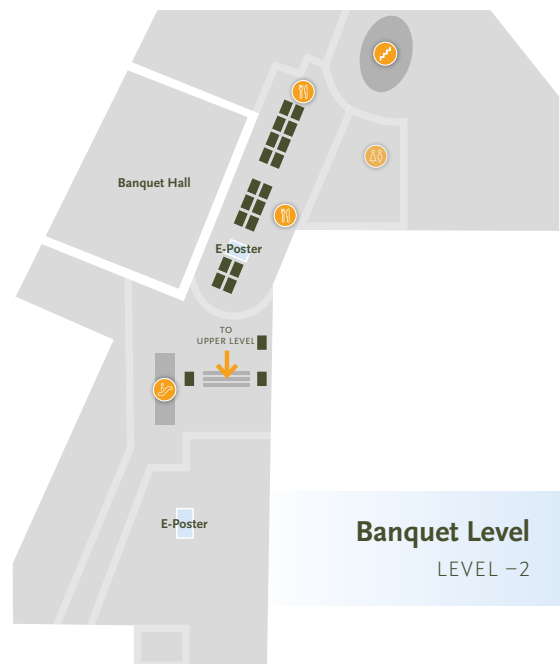 Banquet Hall
E-Poster
TO
UPPER LEVEL
E-Poster
Banquet Level
LEVEL −2